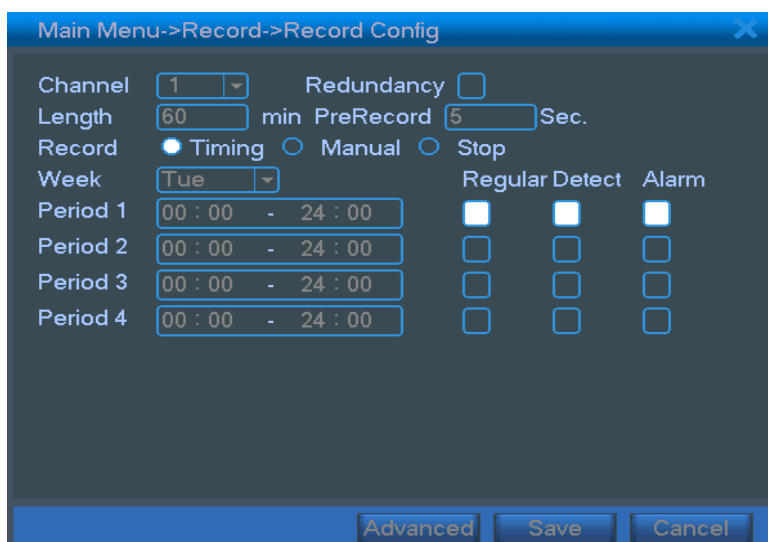 Main Menu->Record->Record Config
Channel 1 Redundancy
Length 60 min PreRecord 5 Sec.
Record Timing Manual Stop
Week Tue Regular Detect Alarm
Period 1 00 : 00 - 24 : 00
Period 2 00 : 00 - 24 : 00
Period 3 00 : 00 - 24 : 00
Period 4 00 : 00 - 24 : 00
Advanced Save Cancel